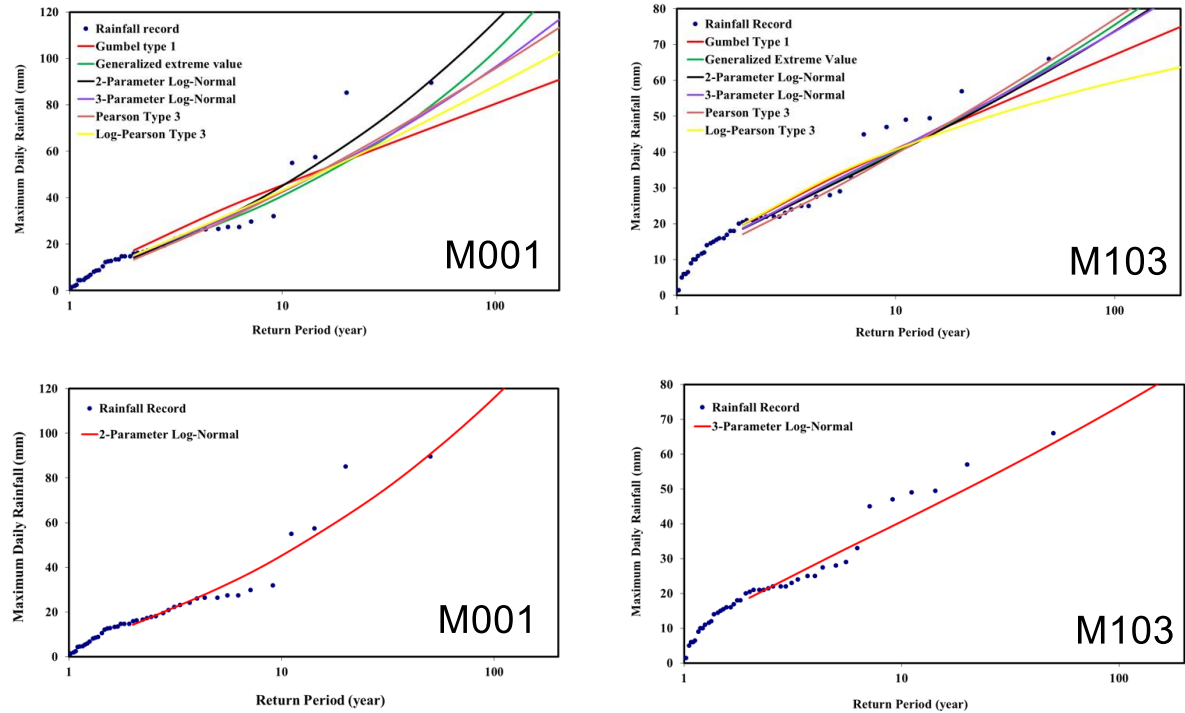 120
100
80
60
40
20
0
Maximum Daily Rainfall (mm)
Rainfall record
Gumbel type 1
Generalized extreme value
2-Parameter Log-Normal
3-Parameter Log-Normal
Pearson Type 3
Log-Pearson Type 3
M001
1
10
100
Return Period (year)
80
70
60
50
40
30
20
10
0
Maximum Daily Rainfall (mm)
Rainfall Record
Gumbel Type 1
Generalized Extreme Value
2-Parameter Log-Normal
3-Parameter Log-Normal
Pearson Type 3
Log-Pearson Type 3
M103
1
10
100
Return Period (year)
120
100
80
60
40
20
0
Maximum Daily Rainfall (mm)
Rainfall Record
2-Parameter Log-Normal
M001
1
10
100
Return Period (year)
80
70
60
50
40
30
20
10
0
Maximum Daily Rainfall (mm)
Rainfall Record
3-Parameter Log-Normal
M103
1
10
100
Return Period (year)